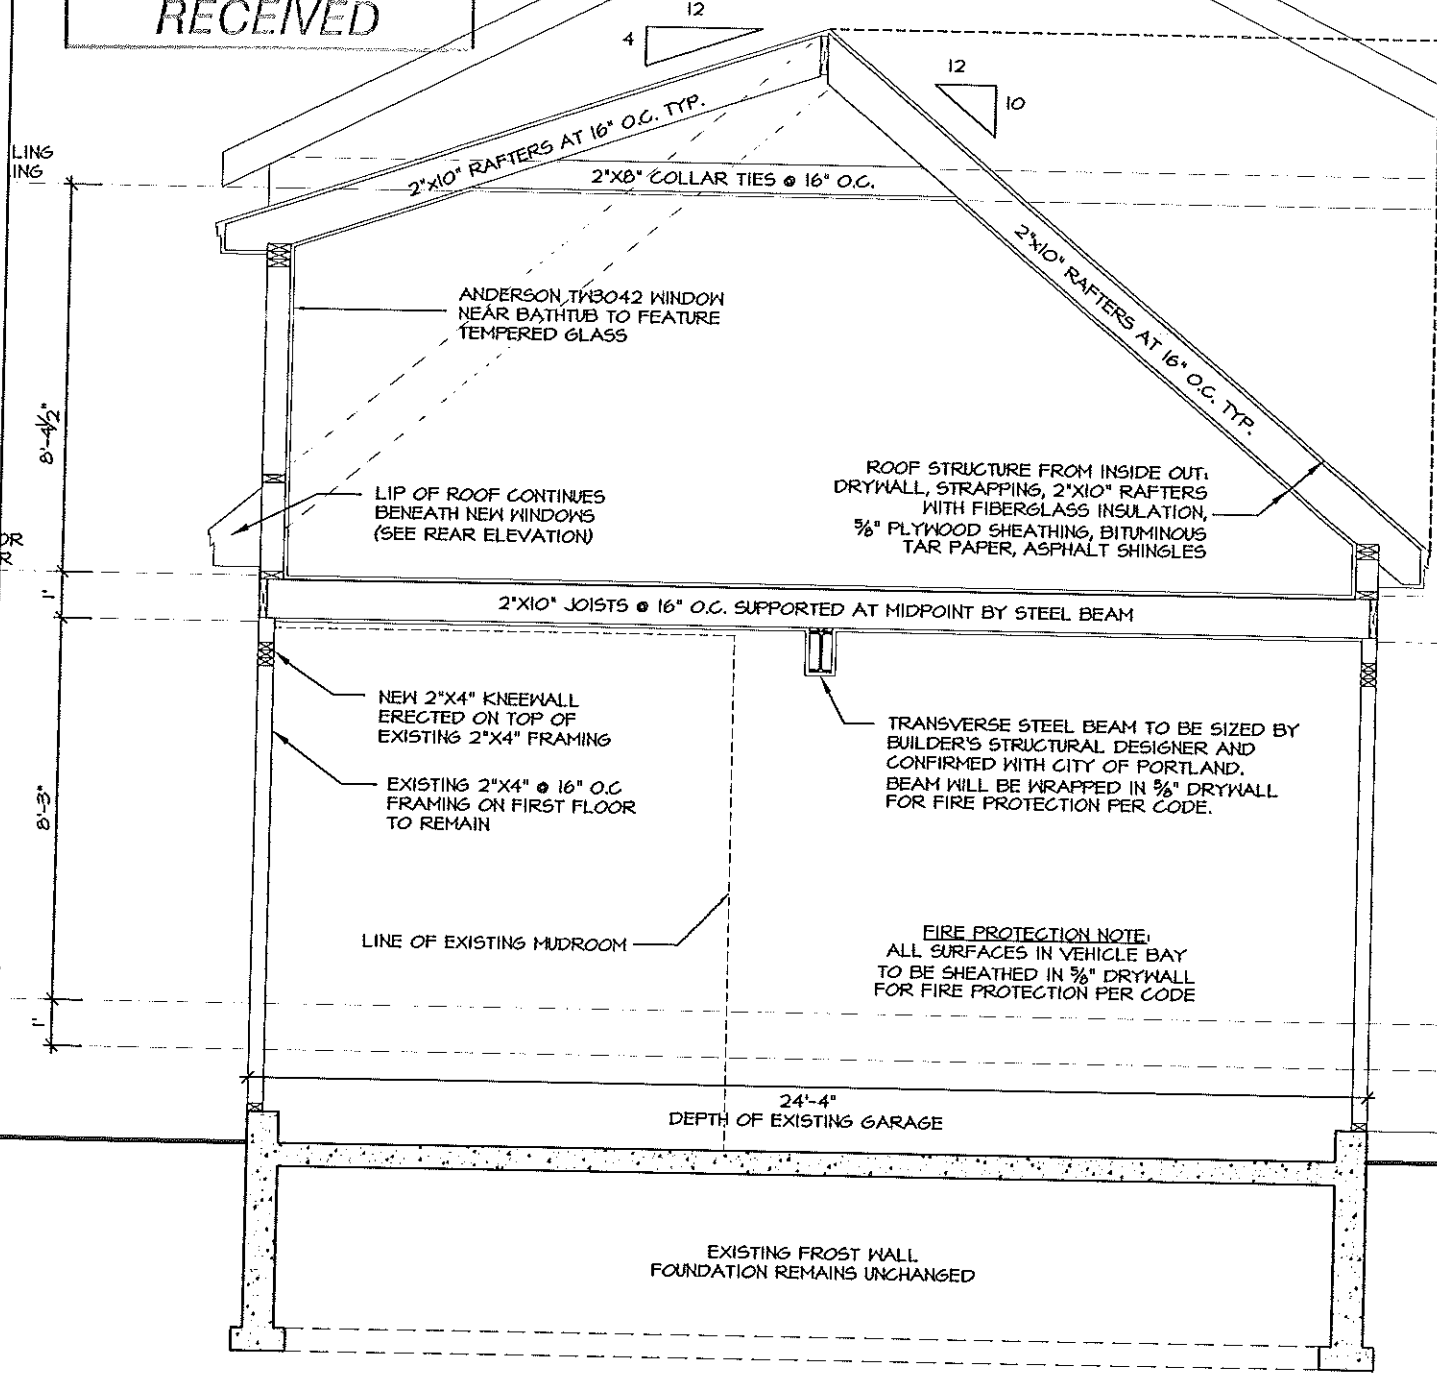 RECEIVED
12
4
12
10
LING
ING
2"X10" RAFTERS AT 16" O.C. TYP.
2"X8" COLLAR TIES @ 16" O.C.
2"X10" RAFTERS AT 16" O.C. TYP.
ANDERSON TW3042 WINDOW
NEAR BATHTUB TO FEATURE
TEMPERED GLASS
8'-4½"
LIP OF ROOF CONTINUES
BENEATH NEW WINDOWS
(SEE REAR ELEVATION)
ROOF STRUCTURE FROM INSIDE OUT:
DRYWALL, STRAPPING, 2"X10" RAFTERS
WITH FIBERGLASS INSULATION,
⅝" PLYWOOD SHEATHING, BITUMINOUS
TAR PAPER, ASPHALT SHINGLES
OR
R
1'
2"X10" JOISTS @ 16" O.C. SUPPORTED AT MIDPOINT BY STEEL BEAM
NEW 2"X4" KNEEWALL
ERECTED ON TOP OF
EXISTING 2"X4" FRAMING
TRANSVERSE STEEL BEAM TO BE SIZED BY
BUILDER'S STRUCTURAL DESIGNER AND
CONFIRMED WITH CITY OF PORTLAND.
BEAM WILL BE WRAPPED IN ⅝" DRYWALL
FOR FIRE PROTECTION PER CODE.
EXISTING 2"X4" @ 16" O.C
FRAMING ON FIRST FLOOR
TO REMAIN
8'-3"
LINE OF EXISTING MUDROOM
FIRE PROTECTION NOTE:
ALL SURFACES IN VEHICLE BAY
TO BE SHEATHED IN ⅝" DRYWALL
FOR FIRE PROTECTION PER CODE
1'
24'-4"
DEPTH OF EXISTING GARAGE
EXISTING FROST WALL
FOUNDATION REMAINS UNCHANGED